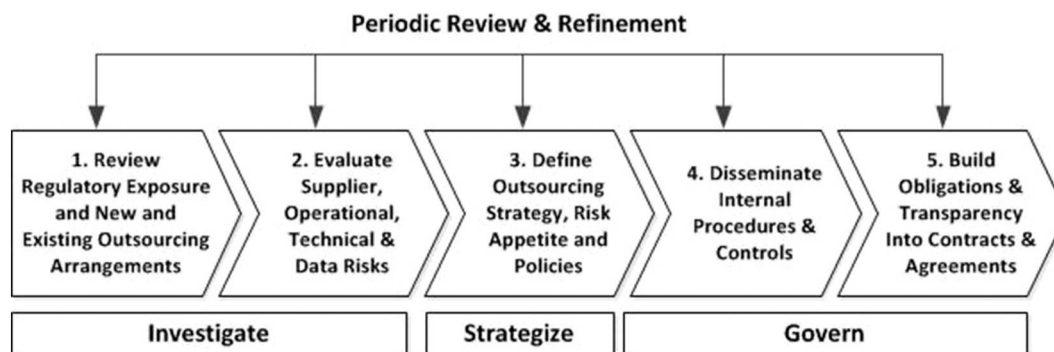 Periodic Review & Refinement
1. Review
Regulatory Exposure
and New and
Existing Outsourcing
Arrangements
2. Evaluate
Supplier,
Operational,
Technical &
Data Risks
3. Define
Outsourcing
Strategy, Risk
Appetite and
Policies
4. Disseminate
Internal
Procedures &
Controls
5. Build
Obligations &
Transparency
Into Contracts &
Agreements
Investigate
Strategize
Govern